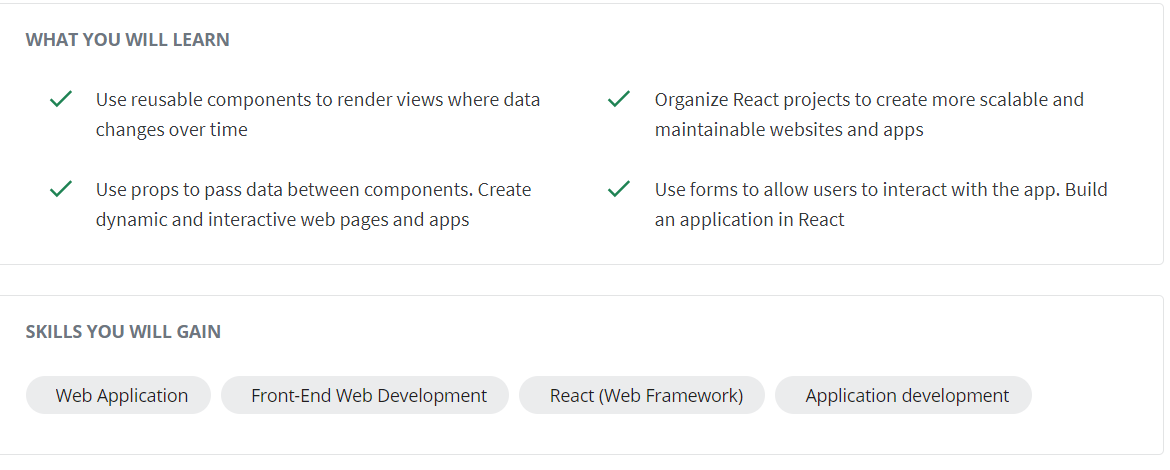 WHAT YOU WILL LEARN
Use reusable components to render views where data
changes over time
Organize React projects to create more scalable and
maintainable websites and apps
Use props to pass data between components. Create
dynamic and interactive web pages and apps
Use forms to allow users to interact with the app. Build
an application in React
SKILLS YOU WILL GAIN
Web Application
Front-End Web Development
React (Web Framework)
Application development